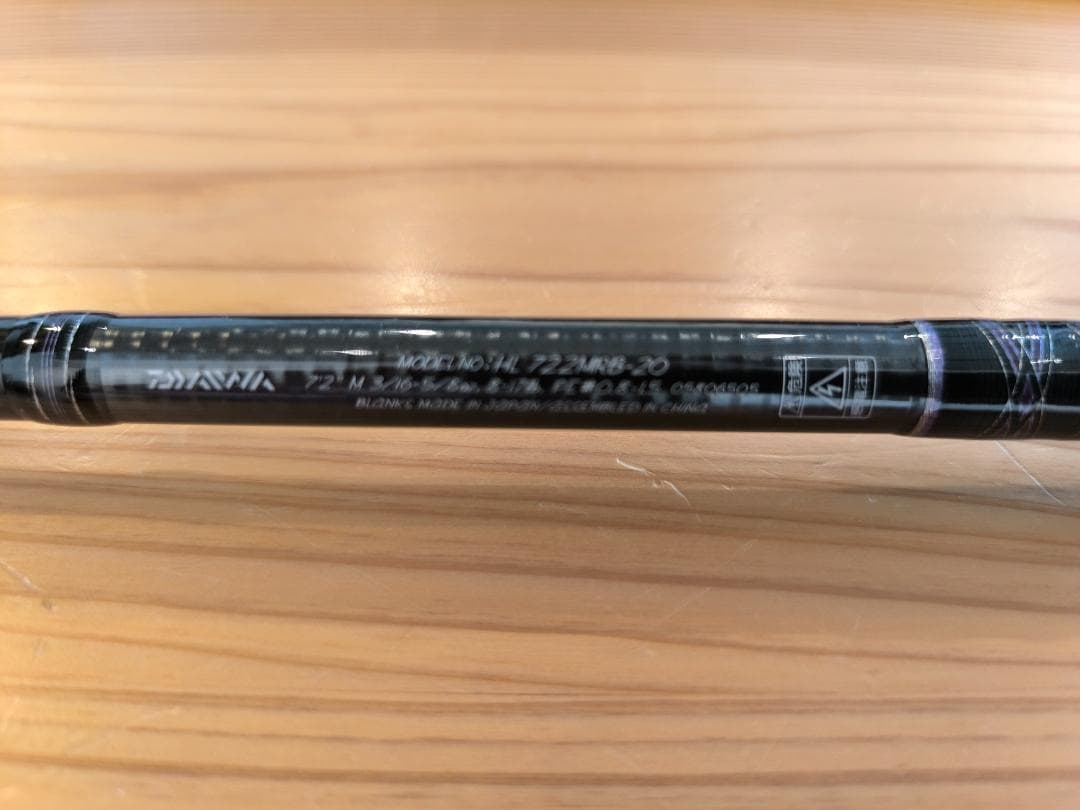 DAIWA
MODEL NO: HL 722MRB-20
7'2" M 3/16-5/8oz. 8-17lb. PE#0.8-1.5 05806505
BLANKS MADE IN JAPAN/ASSEMBLED IN CHINA